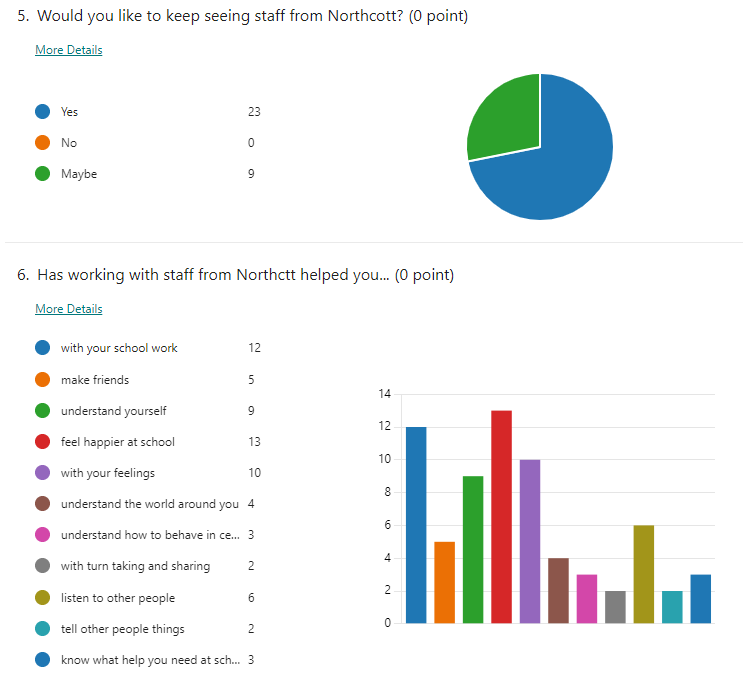 5. Would you like to keep seeing staff from Northcott? (0 point)
More Details
Yes 23
No 0
Maybe 9
6. Has working with staff from Northctt helped you... (0 point)
More Details
with your school work 12
make friends 5
understand yourself 9
feel happier at school 13
with your feelings 10
understand the world around you 4
understand how to behave in ce... 3
with turn taking and sharing 2
listen to other people 6
tell other people things 2
know what help you need at sch... 3
14
12
10
8
6
4
2
0